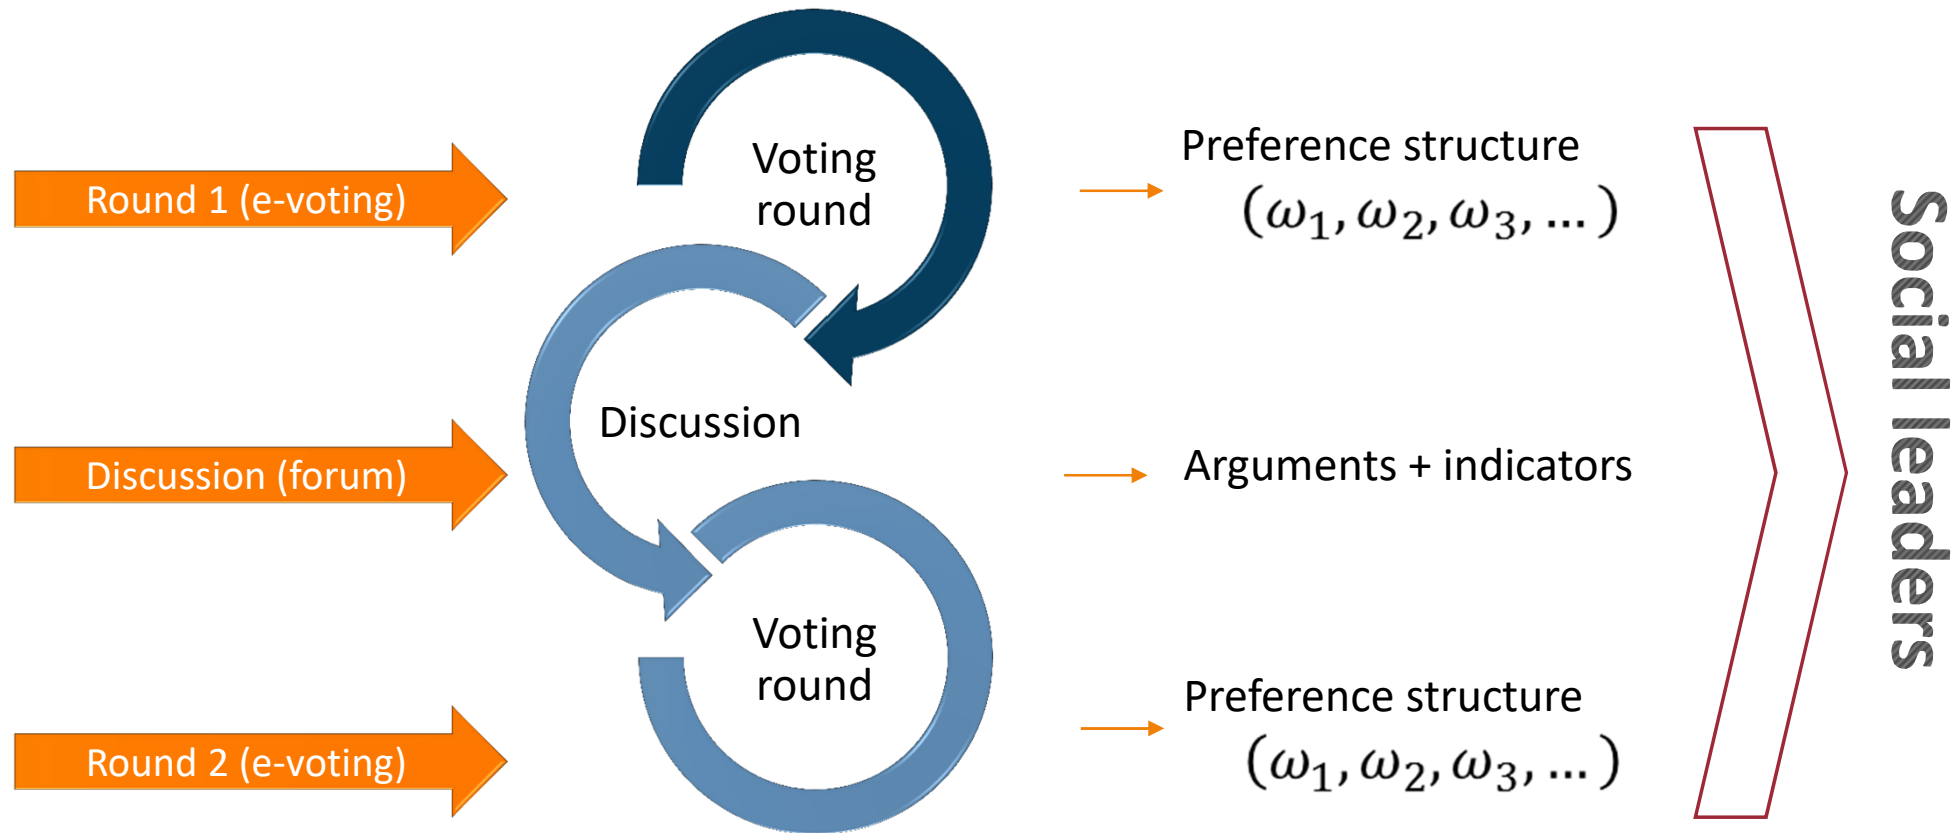 Round 1 (e-voting)
Voting
round
Preference structure
(ω₁, ω₂, ω₃, … )
Discussion (forum)
Discussion
Arguments + indicators
Round 2 (e-voting)
Voting
round
Preference structure
(ω₁, ω₂, ω₃, … )
Social leaders